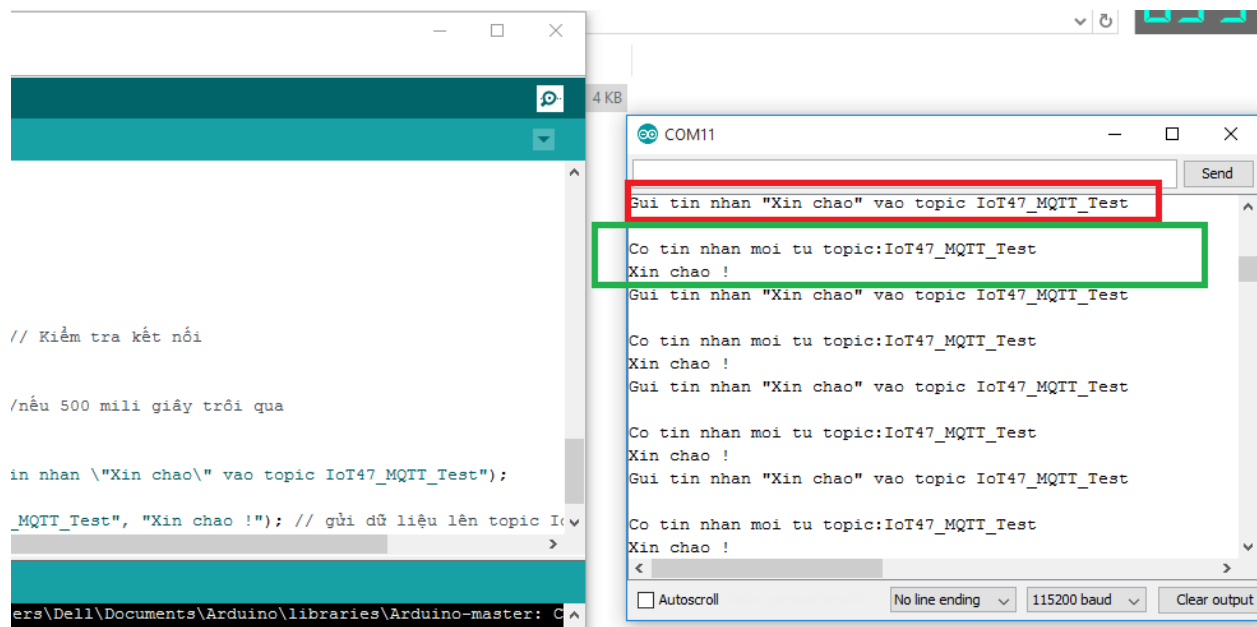 4 KB
// Kiểm tra kết nối
/nếu 500 mili giây trôi qua
in nhan \"Xin chao\" vao topic IoT47_MQTT_Test");
_MQTT_Test", "Xin chao !"); // gửi dữ liệu lên topic
ers\Dell\Documents\Arduino\libraries\Arduino-master: C
COM11
Send
Gui tin nhan "Xin chao" vao topic IoT47_MQTT_Test
Co tin nhan moi tu topic:IoT47_MQTT_Test
Xin chao !
Gui tin nhan "Xin chao" vao topic IoT47_MQTT_Test
Co tin nhan moi tu topic:IoT47_MQTT_Test
Xin chao !
Gui tin nhan "Xin chao" vao topic IoT47_MQTT_Test
Co tin nhan moi tu topic:IoT47_MQTT_Test
Xin chao !
Gui tin nhan "Xin chao" vao topic IoT47_MQTT_Test
Co tin nhan moi tu topic:IoT47_MQTT_Test
Xin chao !
Autoscroll
No line ending
115200 baud
Clear output